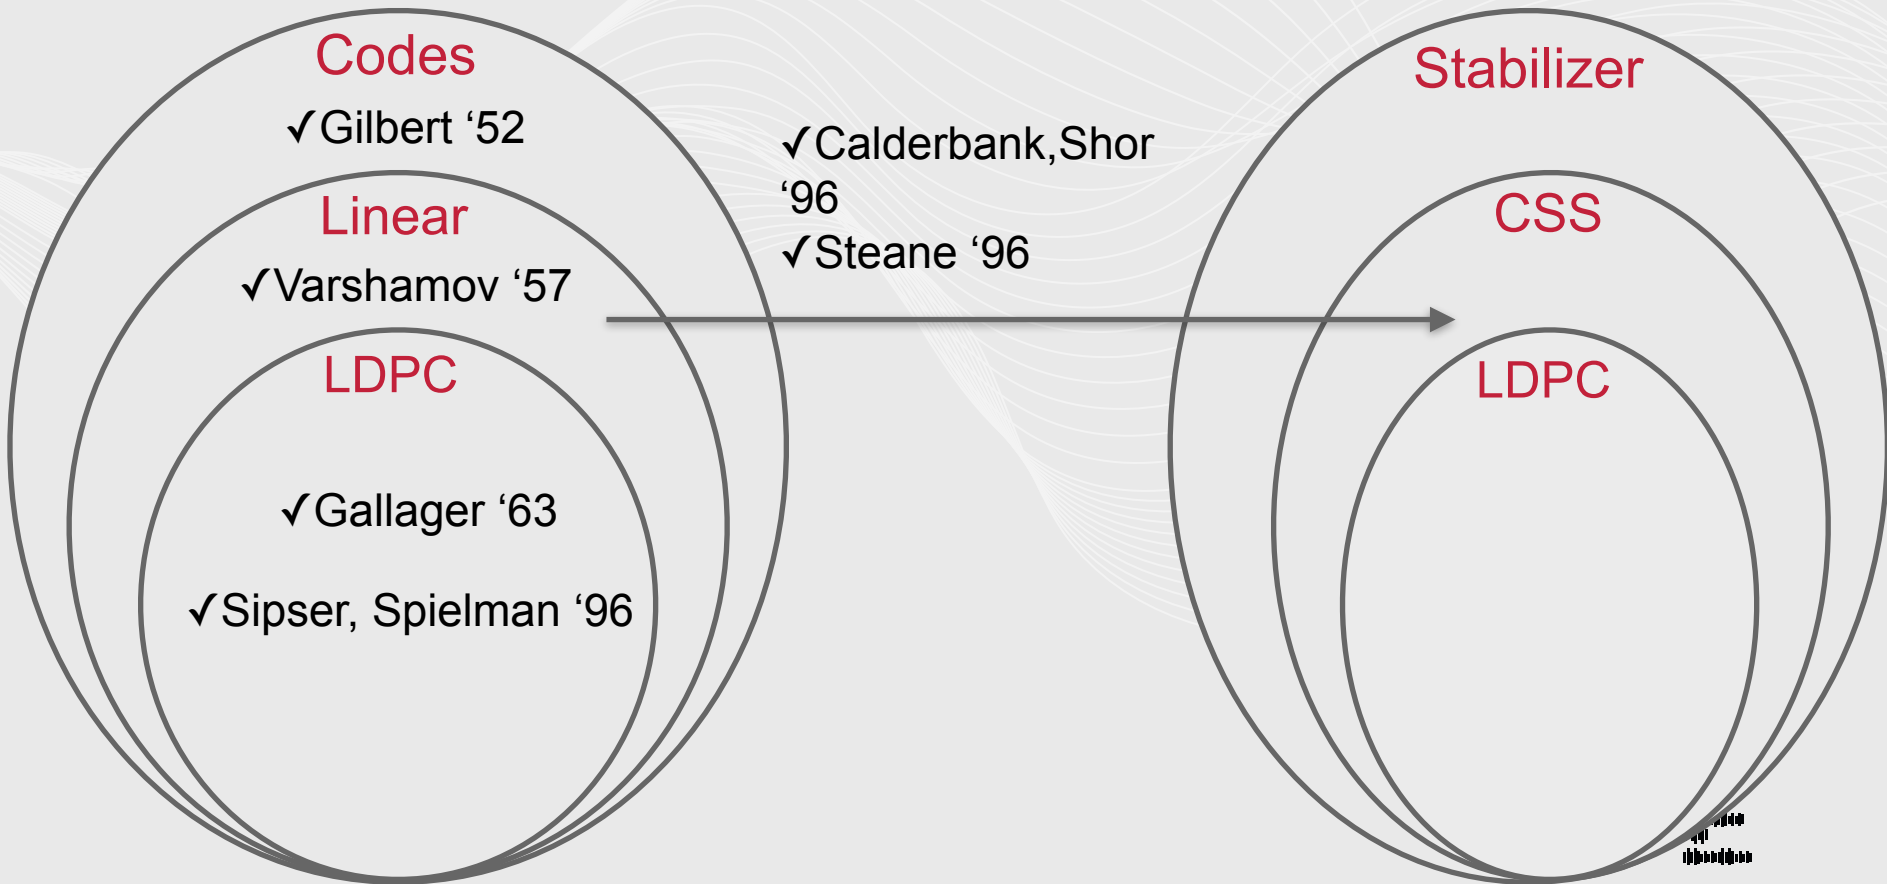 Codes
✓Gilbert ‘52
Linear
✓Varshamov ‘57
LDPC
✓Gallager ‘63
✓Sipser, Spielman ‘96
✓Calderbank,Shor
‘96
✓Steane ‘96
Stabilizer
CSS
LDPC